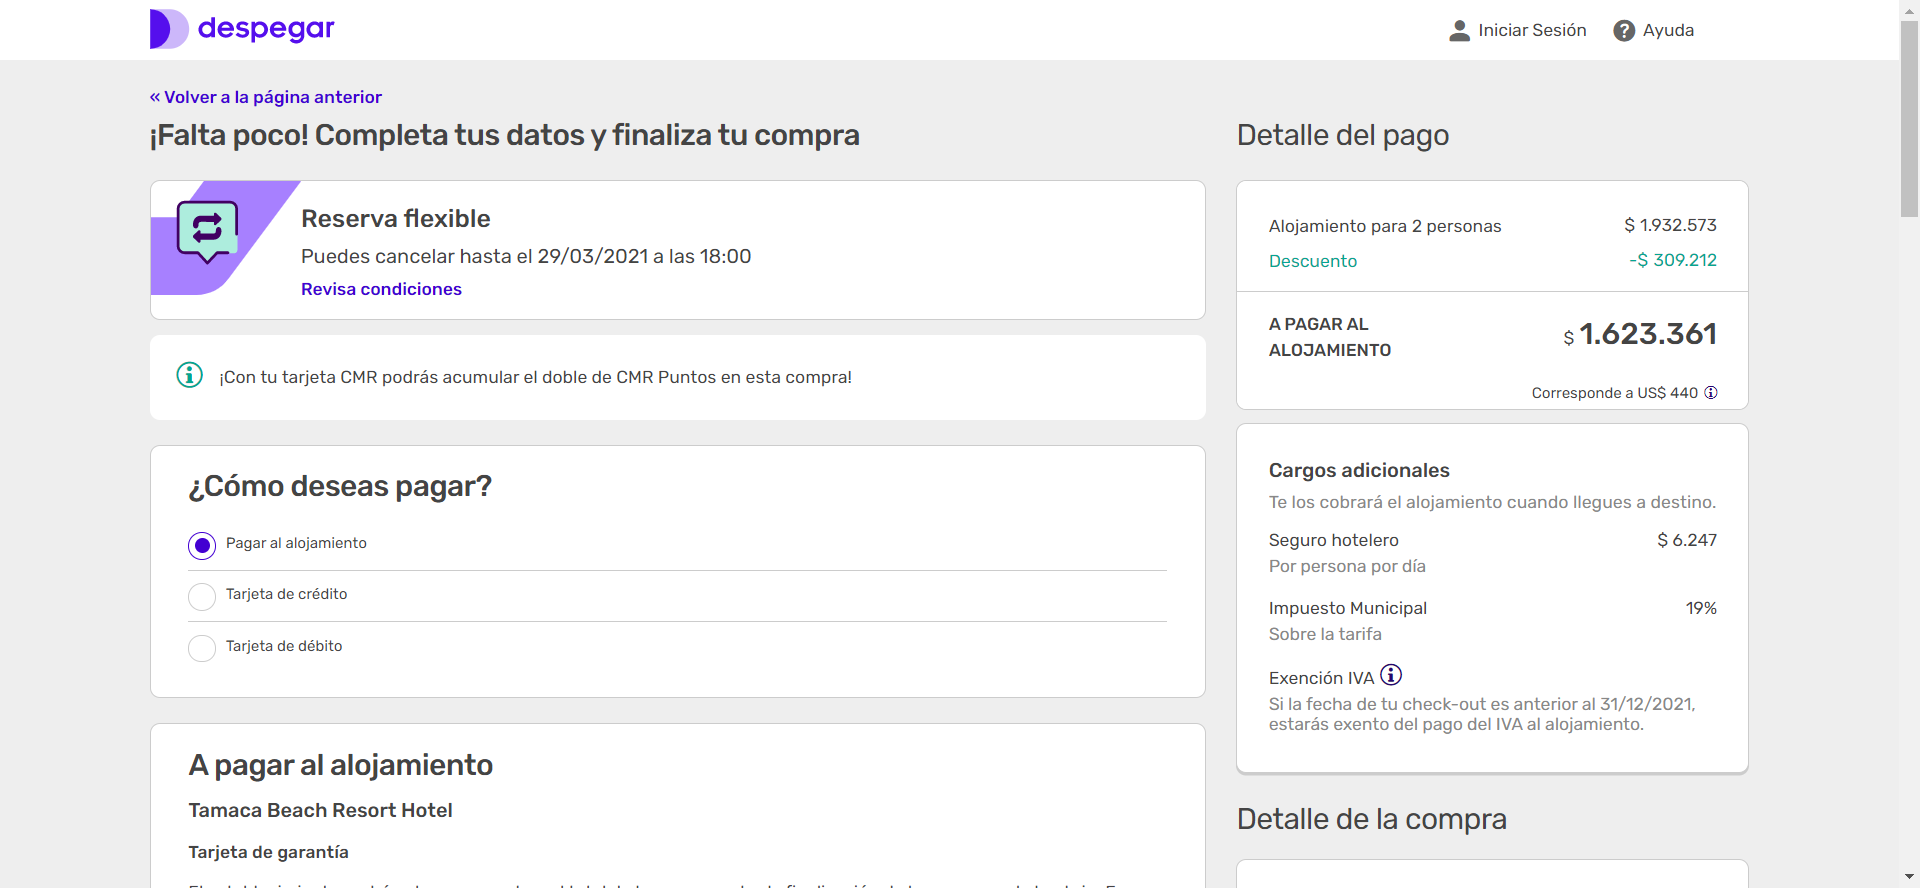 despegar
Iniciar Sesión
Ayuda
« Volver a la página anterior
¡Falta poco! Completa tus datos y finaliza tu compra
Reserva flexible
Puedes cancelar hasta el 29/03/2021 a las 18:00
Revisa condiciones
¡Con tu tarjeta CMR podrás acumular el doble de CMR Puntos en esta compra!
¿Cómo deseas pagar?
Pagar al alojamiento
Tarjeta de crédito
Tarjeta de débito
A pagar al alojamiento
Tamaca Beach Resort Hotel
Tarjeta de garantía
Detalle del pago
Alojamiento para 2 personas $ 1.932.573
Descuento -$ 309.212
A PAGAR AL
ALOJAMIENTO
$ 1.623.361
Corresponde a US$ 440
Cargos adicionales
Te los cobrará el alojamiento cuando llegues a destino.
Seguro hotelero $ 6.247
Por persona por día
Impuesto Municipal 19%
Sobre la tarifa
Exención IVA
Si la fecha de tu check-out es anterior al 31/12/2021,
estarás exento del pago del IVA al alojamiento.
Detalle de la compra